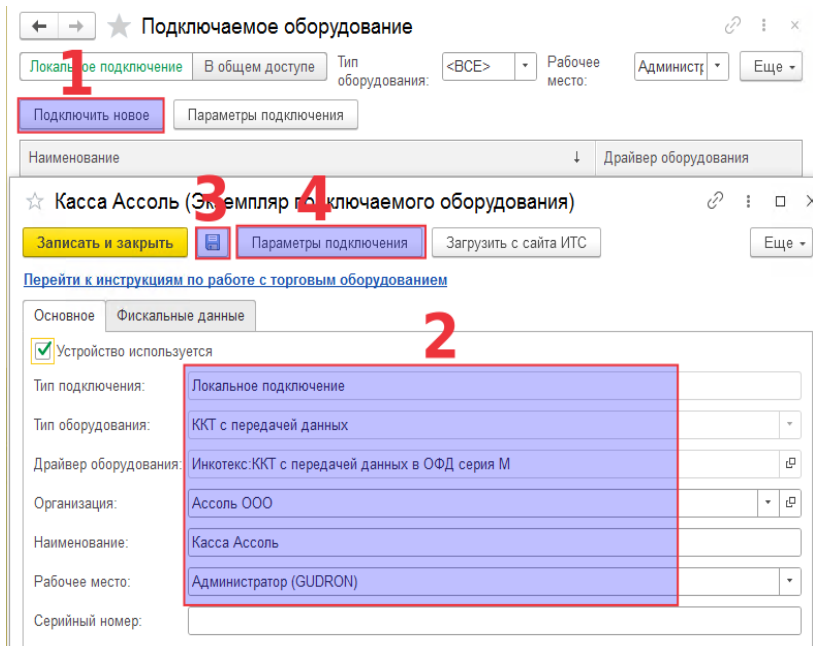 Подключаемое оборудование
Локальное подключение В общем доступе Тип оборудования: <ВСЕ> Рабочее место: Администр Еще
1
Подключить новое Параметры подключения
Наименование ↓ Драйвер оборудования
3 4
Касса Ассоль (Экземпляр подключаемого оборудования)
Записать и закрыть Параметры подключения Загрузить с сайта ИТС Еще
Перейти к инструкциям по работе с торговым оборудованием
Основное Фискальные данные
2
Устройство используется
Тип подключения: Локальное подключение
Тип оборудования: ККТ с передачей данных
Драйвер оборудования: Инкотекс:ККТ с передачей данных в ОФД серия М
Организация: Ассоль ООО
Наименование: Касса Ассоль
Рабочее место: Администратор (GUDRON)
Серийный номер: